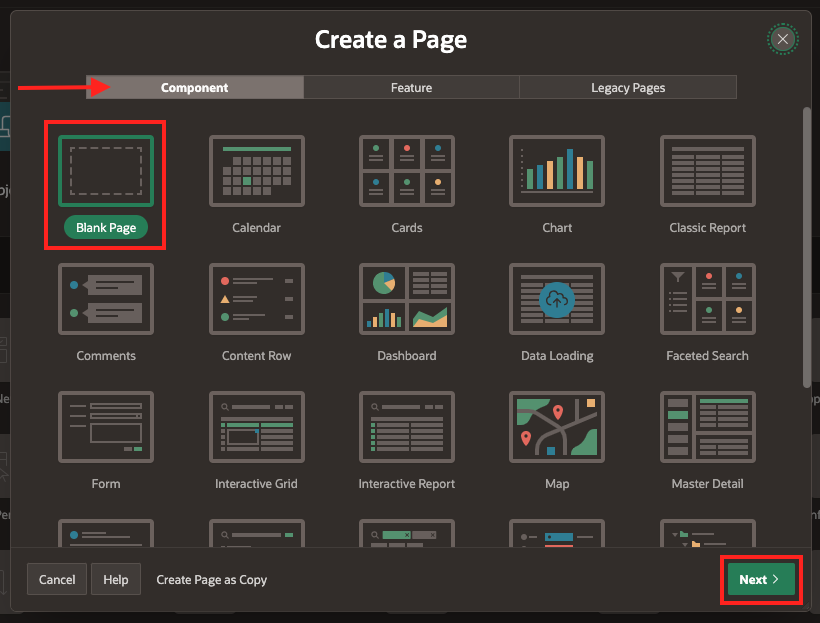 Create a Page
Component Feature Legacy Pages
Blank Page Calendar Cards Chart Classic Report
Comments Content Row Dashboard Data Loading Faceted Search
Form Interactive Grid Interactive Report Map Master Detail
Cancel Help Create Page as Copy Next